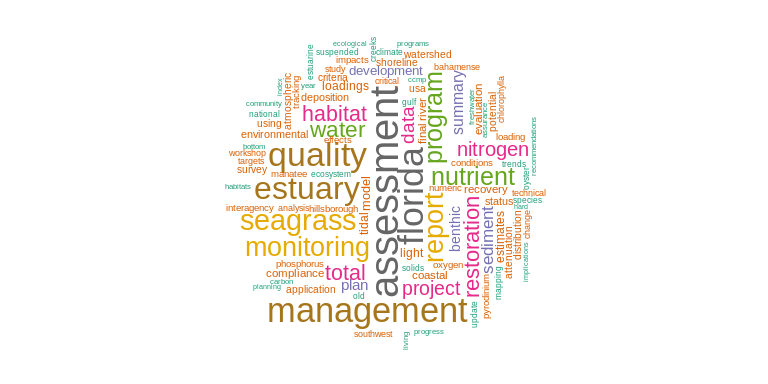 ecological
programs
creeks
suspended
climate
watershed
estuarine
impacts
shoreline
study
development
bahamense
index
year
tracking
atmospheric
criteria
loadings
critical
ccmp
usa
program
summary
freshwater
evaluation
potential
chlorophylla
deposition
community
habitat
data
gulf
river
final
assurance
national
using
water
environmental
effects
assessment
florida
nitrogen
loading
recommendations
bottom
workshop
quality
targets
survey
manatee
ecosystem
model
conditions
trends
nutrient
oyster
habitats
estuary
numeric
recovery
technical
interagency
analysis
hillsborough
tidal
report
benthic
restoration
status
species
hard
seagrass
sediment
estimates
distribution
change
monitoring
light
attenuation
phosphorus
total
solids
oxygen
coastal
mapping
implications
compliance
carbon
planning
application
plan
old
project
pyrodinium
management
update
southwest
progress
living